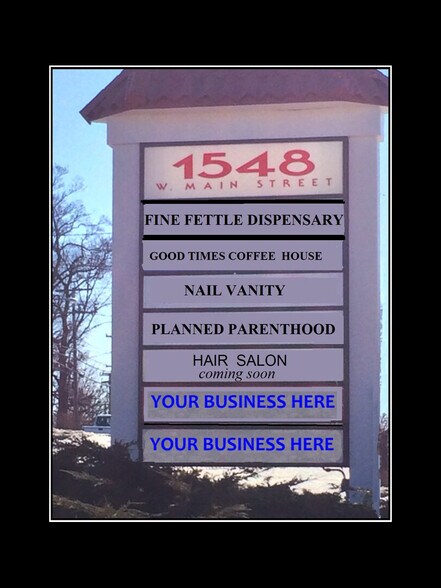 1548
W. MAIN STREET
FINE FETTLE DISPENSARY
GOOD TIMES COFFEE HOUSE
NAIL VANITY
PLANNED PARENTHOOD
HAIR SALON
coming soon
YOUR BUSINESS HERE
YOUR BUSINESS HERE